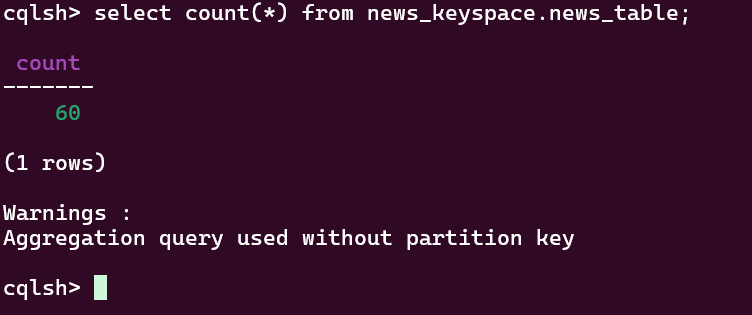 cqlsh> select count(*) from news_keyspace.news_table;
count
-------
60
(1 rows)
Warnings :
Aggregation query used without partition key
cqlsh>